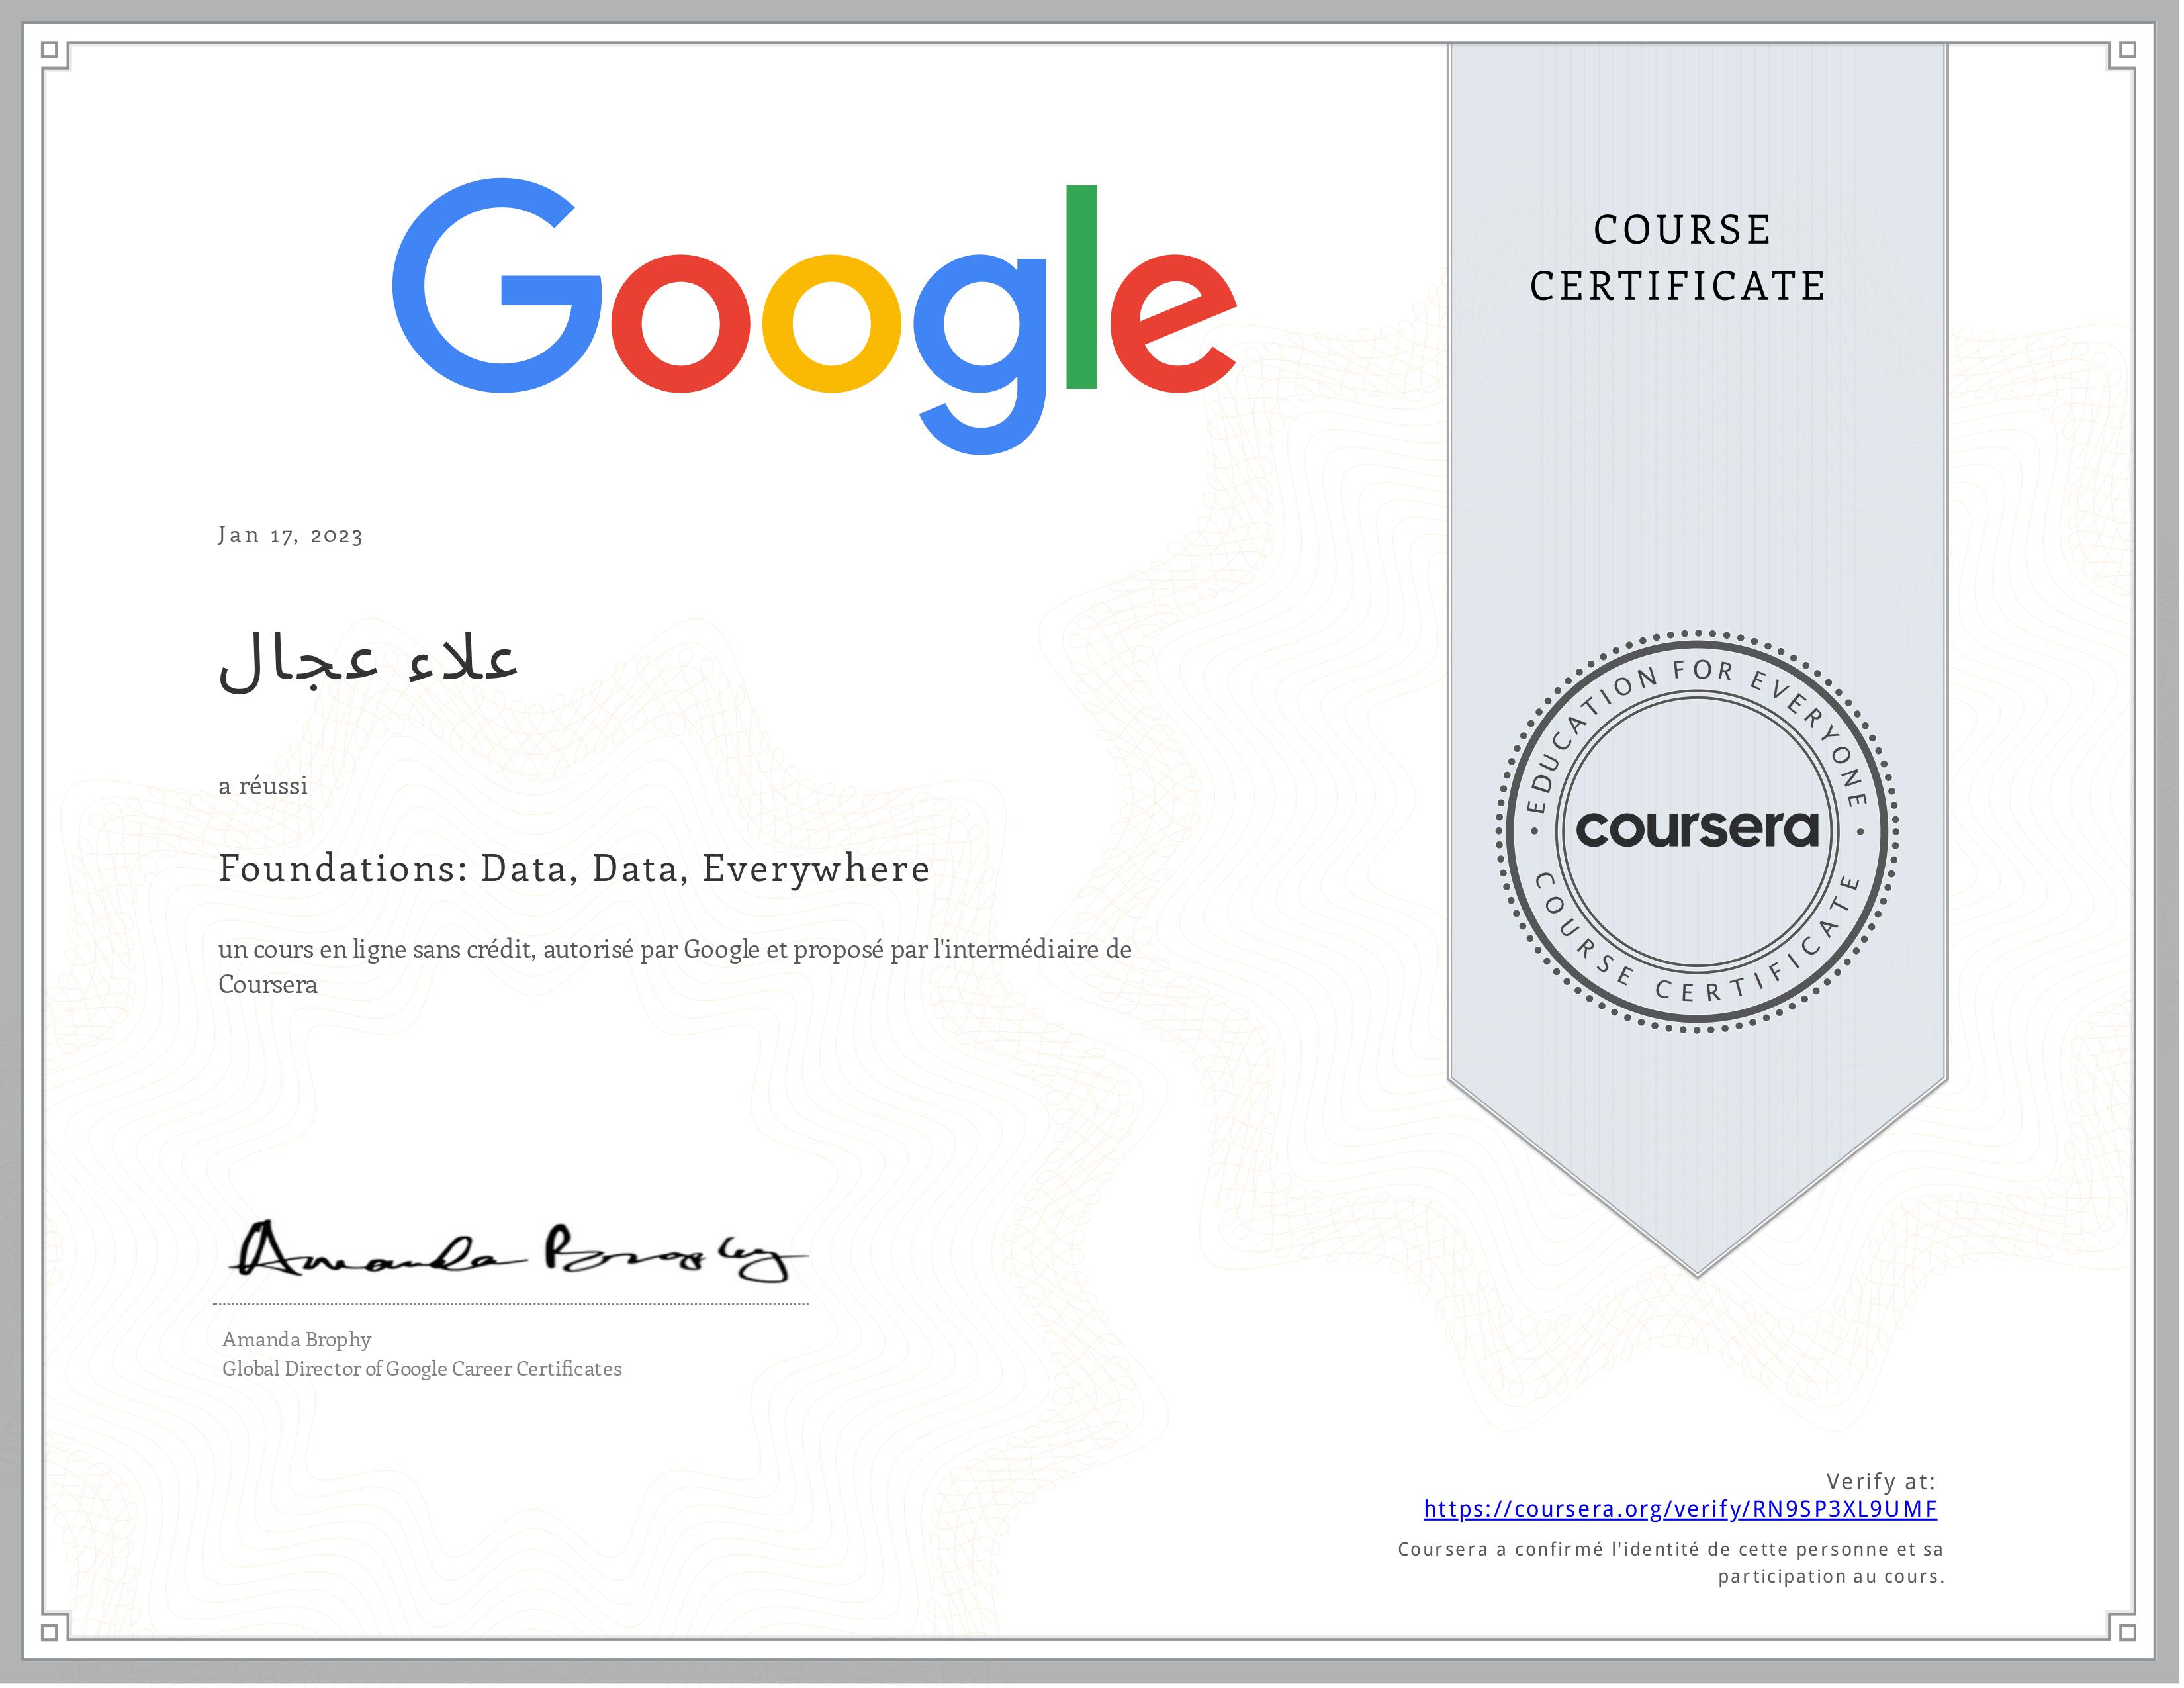 Google
COURSE
CERTIFICATE
Jan 17, 2023
علاء عجال
a réussi
Foundations: Data, Data, Everywhere
un cours en ligne sans crédit, autorisé par Google et proposé par l'intermédiaire de
Coursera
EDUCATION FOR EVERYONE
coursera
COURSE CERTIFICATE
Amanda Brophy
Amanda Brophy
Global Director of Google Career Certificates
Verify at:
https://coursera.org/verify/RN9SP3XL9UMF
Coursera a confirmé l'identité de cette personne et sa
participation au cours.